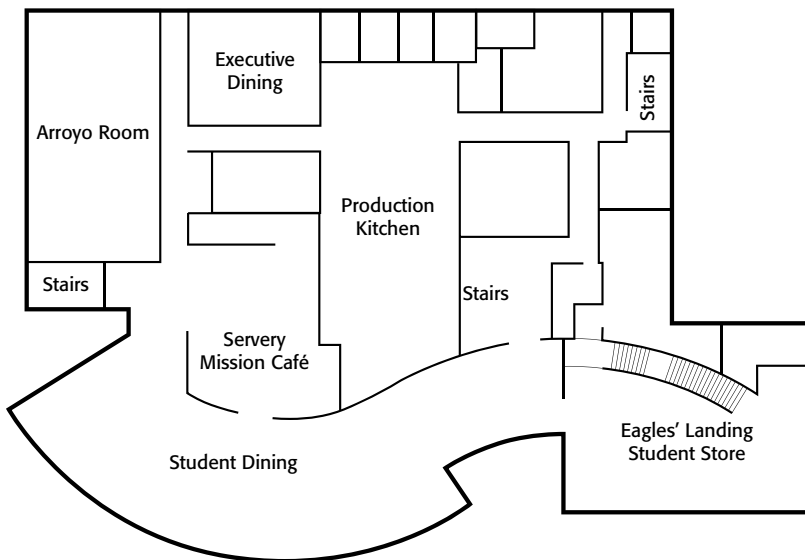 Executive
Dining
Stairs
Arroyo Room
Production
Kitchen
Stairs
Stairs
Servery
Mission Café
Eagles’ Landing
Student Store
Student Dining